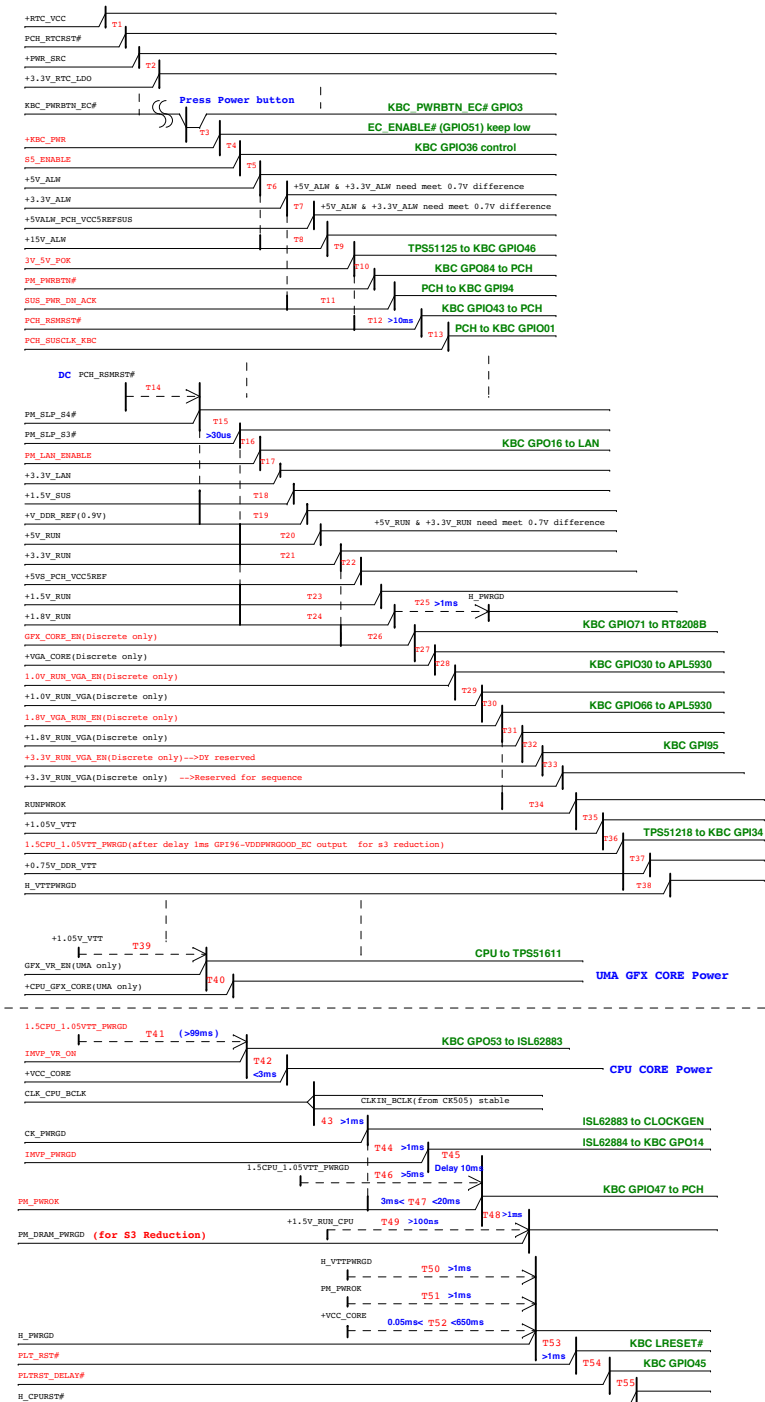 +RTC_VCC
T1
PCH_RTCRST#
+PWR_SRC
T2
+3.3V_RTC_LDO
KBC_PWRBTN_EC#
Press Power button
KBC_PWRBTN_EC# GPIO3
T3
EC_ENABLE# (GPIO51) keep low
+KBC_PWR
T4
KBC GPIO36 control
S5_ENABLE
T5
+5V_ALW
T6
+5V_ALW & +3.3V_ALW need meet 0.7V difference
+3.3V_ALW
T7
+5V_ALW & +3.3V_ALW need meet 0.7V difference
+5VALW_PCH_VCC5REFSUS
+15V_ALW
T8
T9
TPS51125 to KBC GPIO46
3V_5V_POK
T10
KBC GPO84 to PCH
PM_PWRBTN#
PCH to KBC GPI94
SUS_PWR_DN_ACK
T11
KBC GPIO43 to PCH
PCH_RSMRST#
T12 >10ms
T13
PCH to KBC GPIO01
PCH_SUSCLK_KBC
DC PCH_RSMRST#
T14
PM_SLP_S4#
T15
PM_SLP_S3#
>30us
T16
KBC GPO16 to LAN
PM_LAN_ENABLE
T17
+3.3V_LAN
+1.5V_SUS
T18
+V_DDR_REF(0.9V)
T19
+5V_RUN & +3.3V_RUN need meet 0.7V difference
+5V_RUN
T20
+3.3V_RUN
T21
T22
+5VS_PCH_VCC5REF
+1.5V_RUN
T23
T25 >1ms
H_PWRGD
+1.8V_RUN
T24
KBC GPIO71 to RT8208B
GFX_CORE_EN(Discrete only)
T26
T27
+VGA_CORE(Discrete only)
T28
KBC GPIO30 to APL5930
1.0V_RUN_VGA_EN(Discrete only)
T29
+1.0V_RUN_VGA(Discrete only)
T30
KBC GPIO66 to APL5930
1.8V_VGA_RUN_EN(Discrete only)
T31
+1.8V_RUN_VGA(Discrete only)
T32
KBC GPI95
+3.3V_RUN_VGA_EN(Discrete only)-->DY reserved
T33
+3.3V_RUN_VGA(Discrete only) -->Reserved for sequence
RUNPWROK
T34
T35
+1.05V_VTT
T36
TPS51218 to KBC GPI34
1.5CPU_1.05VTT_PWRGD(after delay 1ms GPI96-VDDPWRGOOD_EC output for s3 reduction)
T37
+0.75V_DDR_VTT
T38
H_VTTPWRGD
+1.05V_VTT
T39
CPU to TPS51611
GFX_VR_EN(UMA only)
T40
UMA GFX CORE Power
+CPU_GFX_CORE(UMA only)
1.5CPU_1.05VTT_PWRGD
T41 (>99ms)
KBC GPO53 to ISL62883
IMVP_VR_ON
T42
+VCC_CORE
<3ms
CPU CORE Power
CLK_CPU_BCLK
CLKIN_BCLK(from CK505) stable
43 >1ms
ISL62883 to CLOCKGEN
CK_PWRGD
T44 >1ms
ISL62884 to KBC GPO14
IMVP_PWRGD
T45
1.5CPU_1.05VTT_PWRGD
Delay 10ms
T46 >5ms
KBC GPIO47 to PCH
PM_PWROK
3ms< T47 <20ms
T48 >1ms
+1.5V_RUN_CPU
T49 >100ns
PM_DRAM_PWRGD (for S3 Reduction)
H_VTTPWRGD
T50 >1ms
PM_PWROK
T51 >1ms
+VCC_CORE
0.05ms< T52 <650ms
H_PWRGD
T53
KBC LRESET#
PLT_RST#
>1ms
T54
KBC GPIO45
PLTRST_DELAY#
T55
H_CPURST#